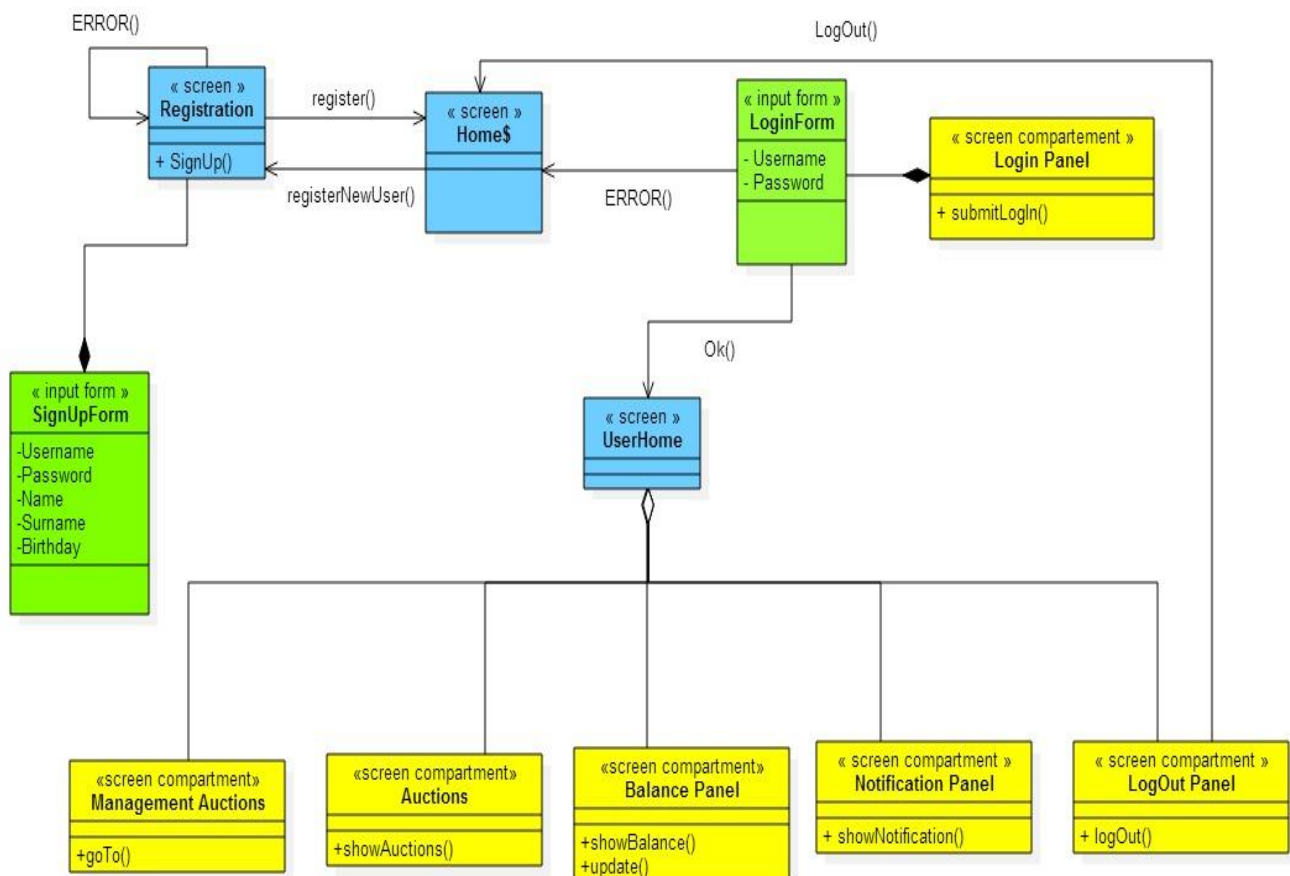 ERROR()
LogOut()
« screen »
Registration
+ SignUp()
register()
« screen »
Home$
registerNewUser()
« input form »
LoginForm
- Username
- Password
ERROR()
« screen compartement »
Login Panel
+ submitLogIn()
Ok()
« input form »
SignUpForm
-Username
-Password
-Name
-Surname
-Birthday
« screen »
UserHome
«screen compartment»
Management Auctions
+goTo()
«screen compartment»
Auctions
+showAuctions()
«screen compartment»
Balance Panel
+showBalance()
+update()
«screen compartment »
Notification Panel
+ showNotification()
« screen compartment »
LogOut Panel
+ logOut()